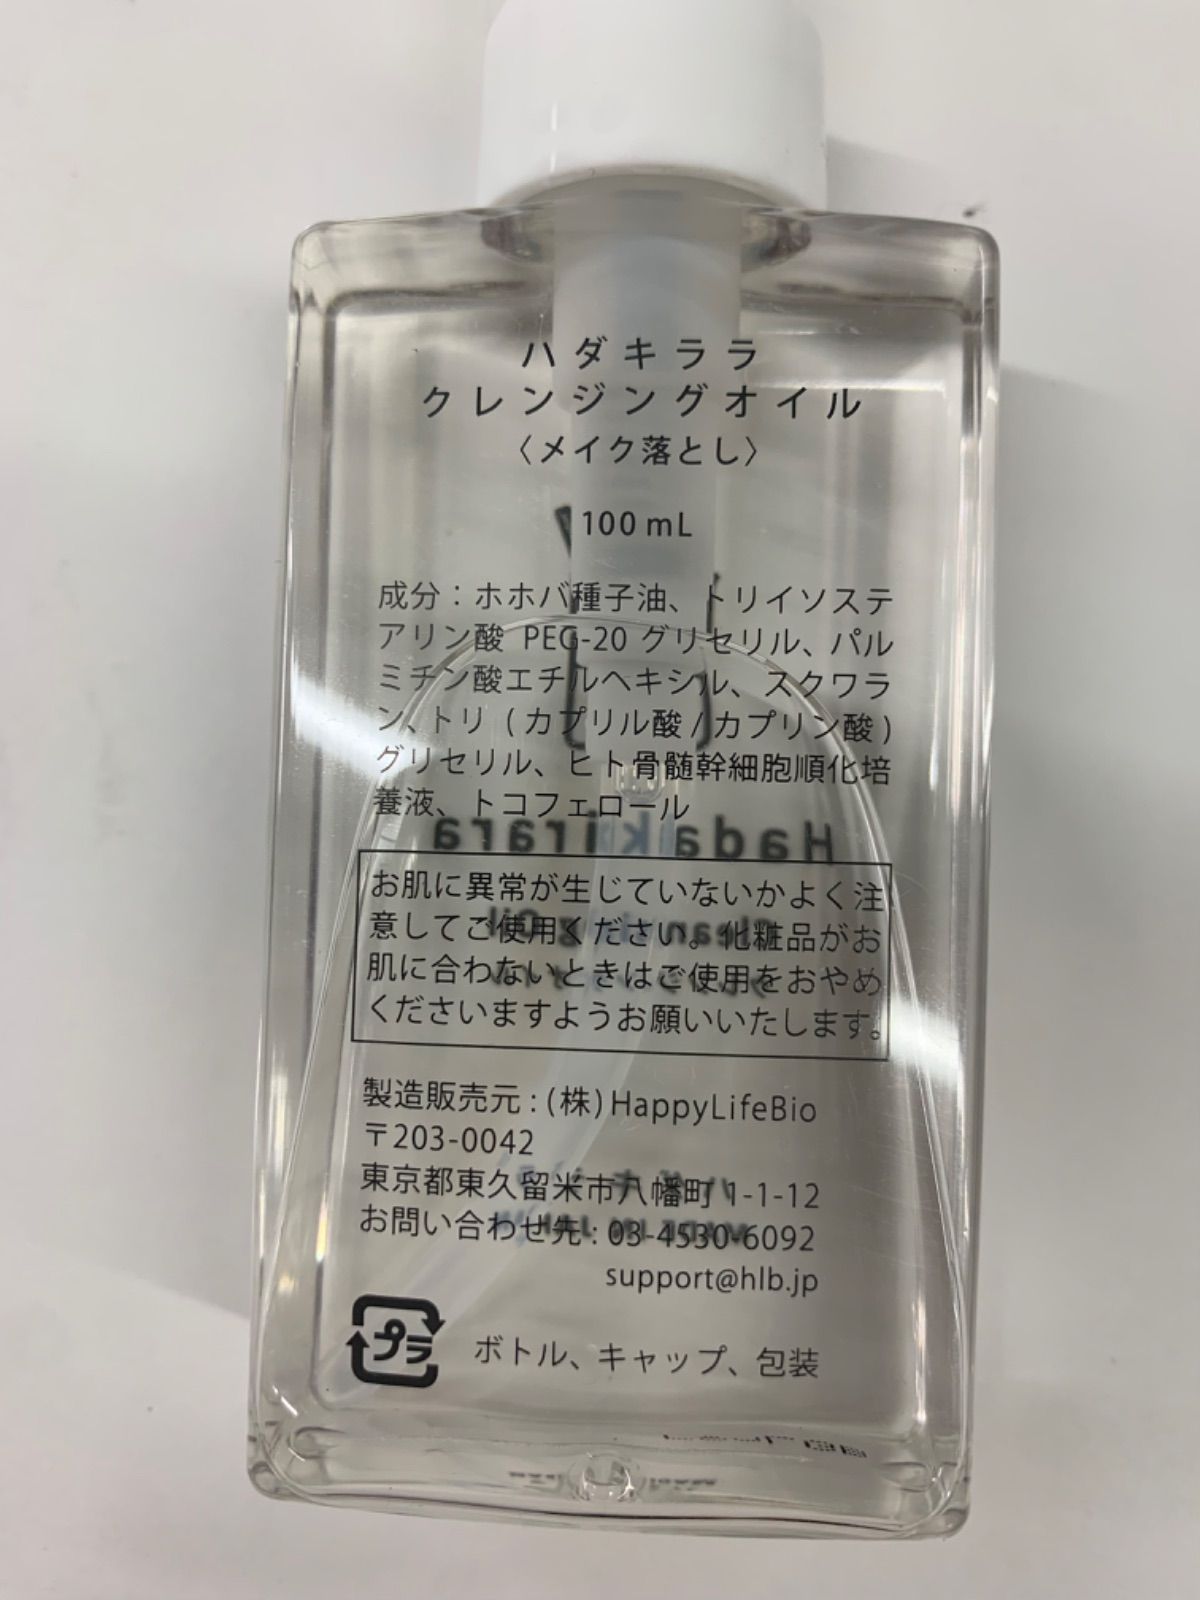 ハダキララ
クレンジングオイル
〈メイク落とし〉
100 mL
成分：ホホバ種子油、トリイソステ
アリン酸 PEG-20 グリセリル、パル
ミチン酸エチルヘキシル、スクワラ
ン、トリ（カプリル酸/カプリン酸）
グリセリル、ヒト骨髄幹細胞順化培
養液、トコフェロール
Hadakirara
お肌に異常が生じていないかよく注
意してご使用ください。化粧品がお
肌に合わないときはご使用をおやめ
くださいますようお願いいたします。
製造販売元:(株)HappyLifeBio
〒203-0042
東京都東久留米市八幡町 1-1-12
お問い合わせ先: 03-4530-6092
support@hlb.jp
プラ
ボトル、キャップ、包装